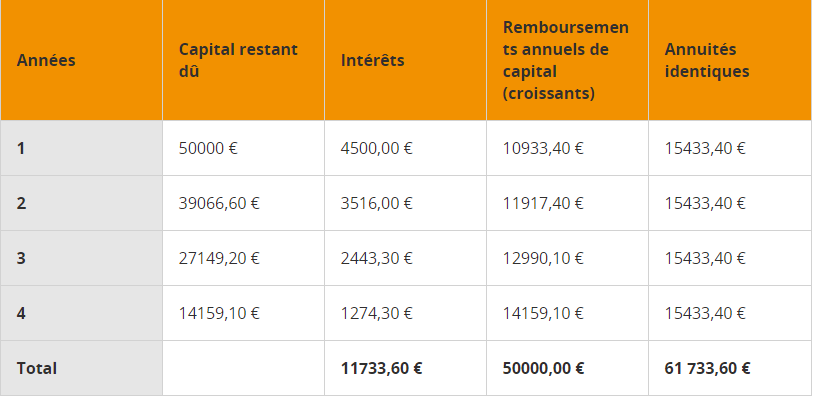 Années Capital restant dû Intérêts Remboursemen ts annuels de capital (croissants) Annuités identiques
1 50000 € 4500,00 € 10933,40 € 15433,40 €
2 39066,60 € 3516,00 € 11917,40 € 15433,40 €
3 27149,20 € 2443,30 € 12990,10 € 15433,40 €
4 14159,10 € 1274,30 € 14159,10 € 15433,40 €
Total 11733,60 € 50000,00 € 61 733,60 €